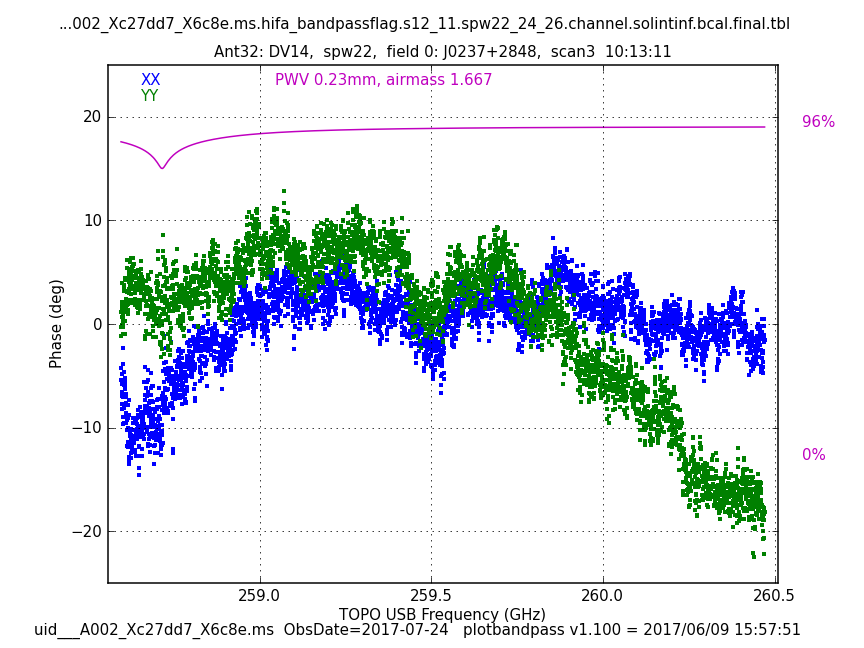 ...002_Xc27dd7_X6c8e.ms.hifa_bandpassflag.s12_11.spw22_24_26.channel.solintinf.bcal.final.tbl
Ant32: DV14,  spw22,  field 0: J0237+2848,  scan3  10:13:11
XX
YY
PWV 0.23mm, airmass 1.667
96%
0%
20
10
0
−10
−20
Phase (deg)
259.0
259.5
260.0
260.5
TOPO USB Frequency (GHz)
uid___A002_Xc27dd7_X6c8e.ms  ObsDate=2017-07-24   plotbandpass v1.100 = 2017/06/09 15:57:51